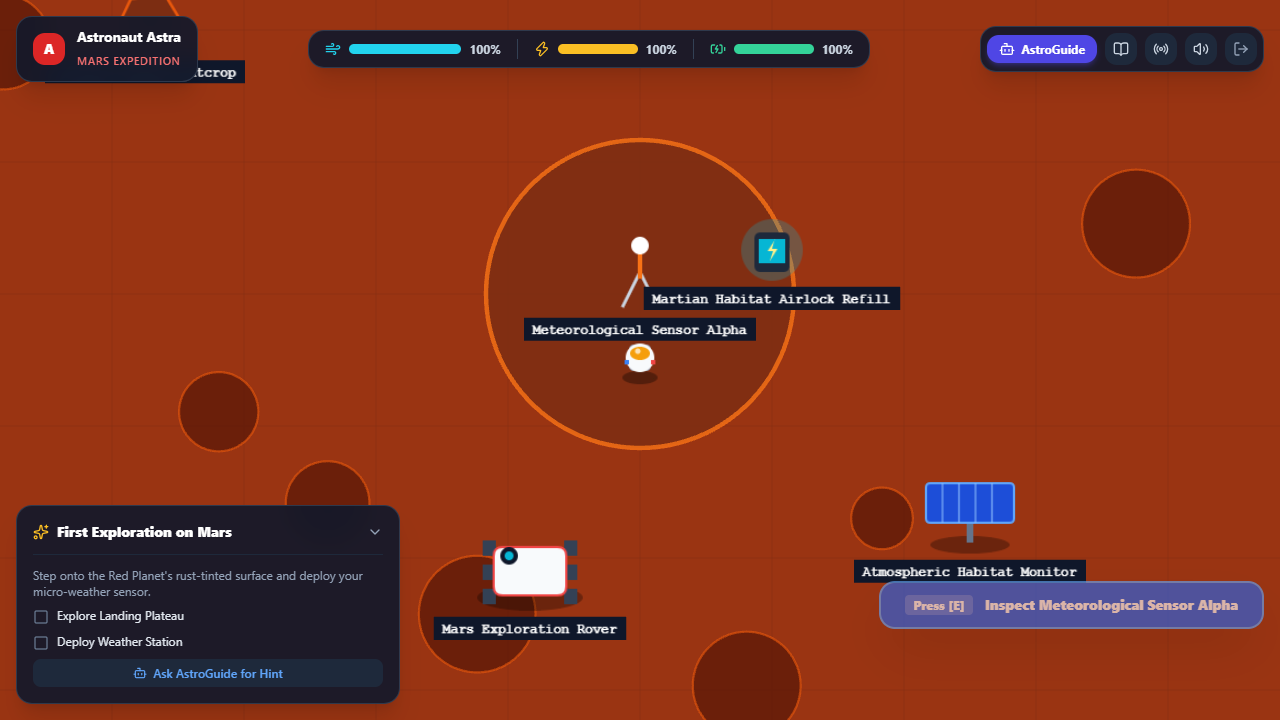 A
Astronaut Astra
MARS EXPEDITION
100%
100%
100%
AstroGuide
Martian Habitat Airlock Refill
Meteorological Sensor Alpha
First Exploration on Mars
Step onto the Red Planet's rust-tinted surface and deploy your
micro-weather sensor.
Explore Landing Plateau
Deploy Weather Station
Ask AstroGuide for Hint
Mars Exploration Rover
Atmospheric Habitat Monitor
Press [E] Inspect Meteorological Sensor Alpha